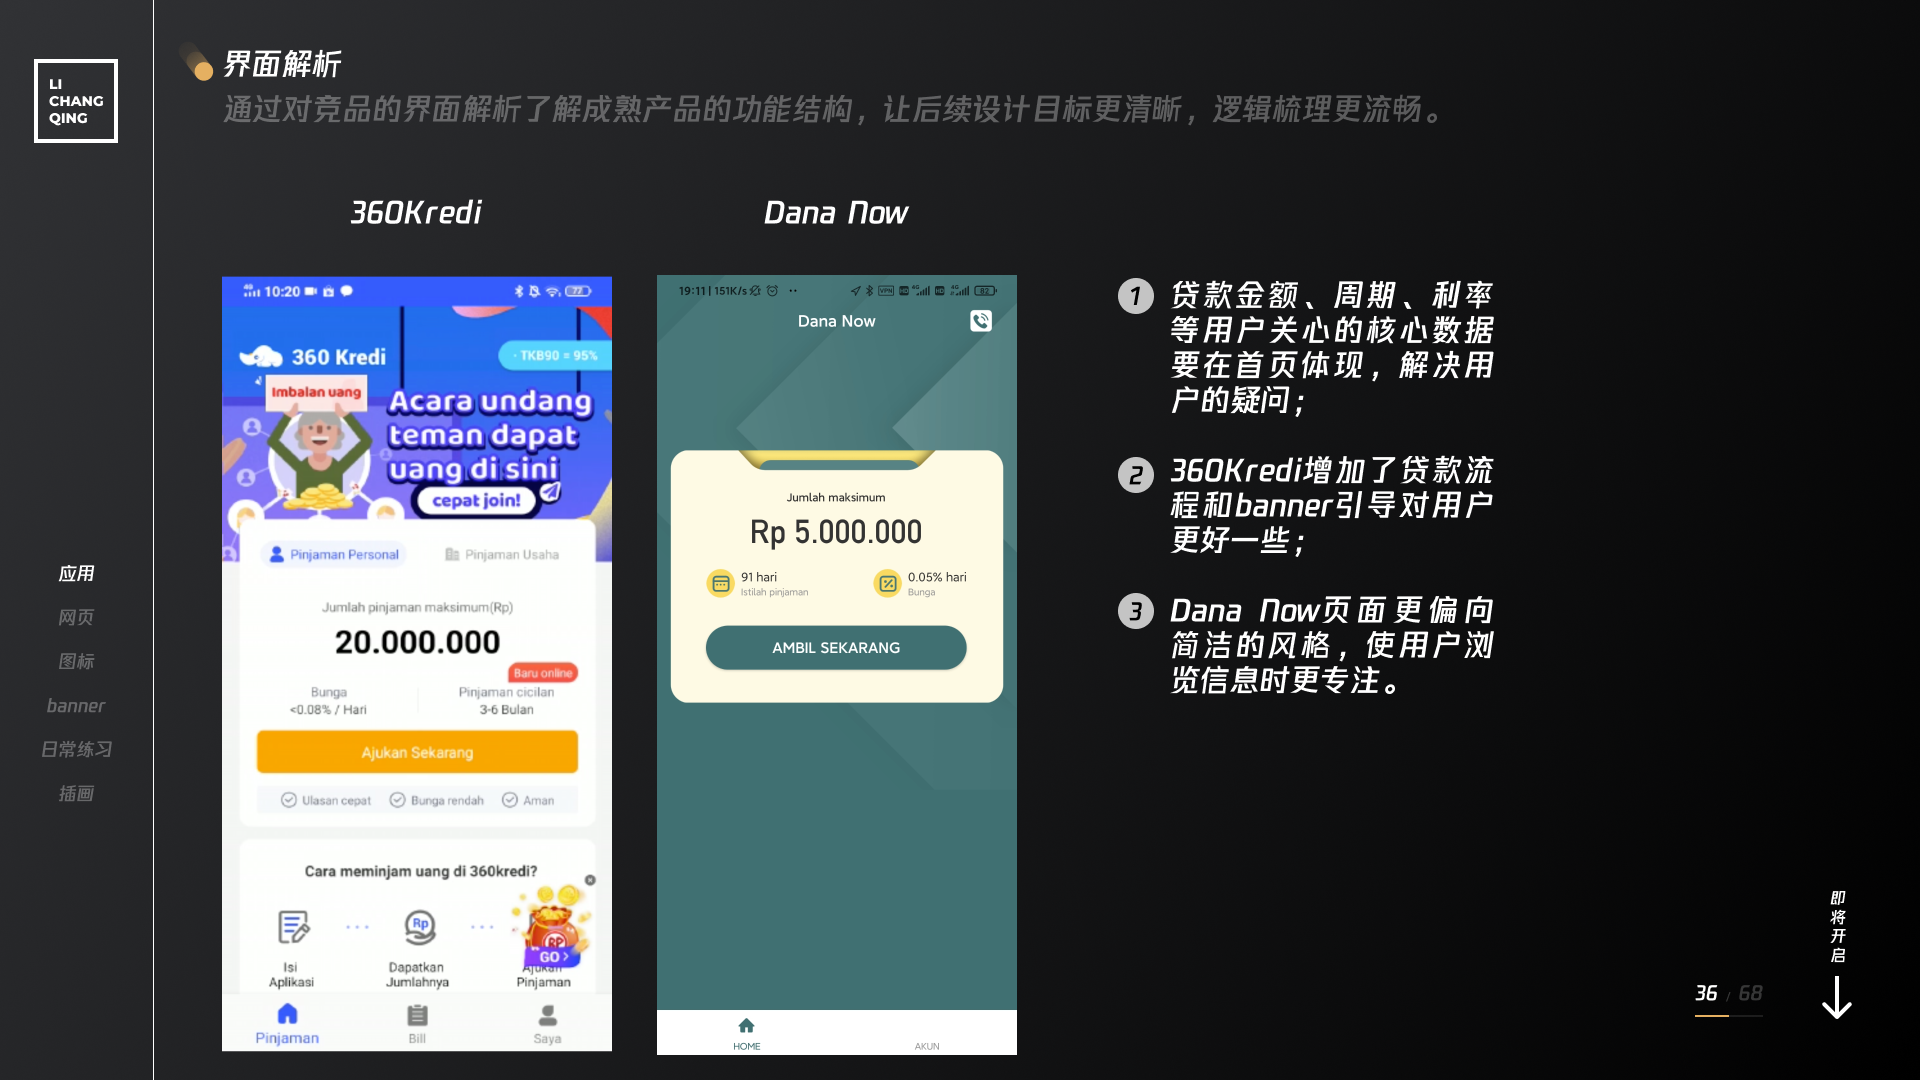 LI
CHANG
QING
界面解析
通过对竞品的界面解析了解成熟产品的功能结构，让后续设计目标更清晰，逻辑梳理更流畅。
应用
网页
图标
banner
日常练习
插画
360Kredi
4G 10:20 72
360 Kredi
· TKB90 = 95%
Imbalan uang
Acara undang
teman dapat
uang di sini
cepat join!
Pinjaman Personal Pinjaman Usaha
Jumlah pinjaman maksimum(Rp)
20.000.000
Baru online
Bunga Pinjaman cicilan
<0.08% / Hari 3-6 Bulan
Ajukan Sekarang
Ulasan cepat Bunga rendah Aman
Cara meminjam uang di 360kredi?
Rp
RP
GO >
Isi Dapatkan Ajukan
Aplikasi Jumlahnya Pinjaman
Pinjaman Bill Saya
Dana Now
19:11 | 151K/s VPN HD 4G HD 4G 82
Dana Now
Jumlah maksimum
Rp 5.000.000
91 hari 0.05% hari
Istilah pinjaman Bunga
AMBIL SEKARANG
HOME AKUN
1 贷款金额、周期、利率
等用户关心的核心数据
要在首页体现，解决用
户的疑问；
2 360Kredi增加了贷款流
程和banner引导对用户
更好一些；
3 Dana Now页面更偏向
简洁的风格，使用户浏
览信息时更专注。
即
将
开
启
36 / 68